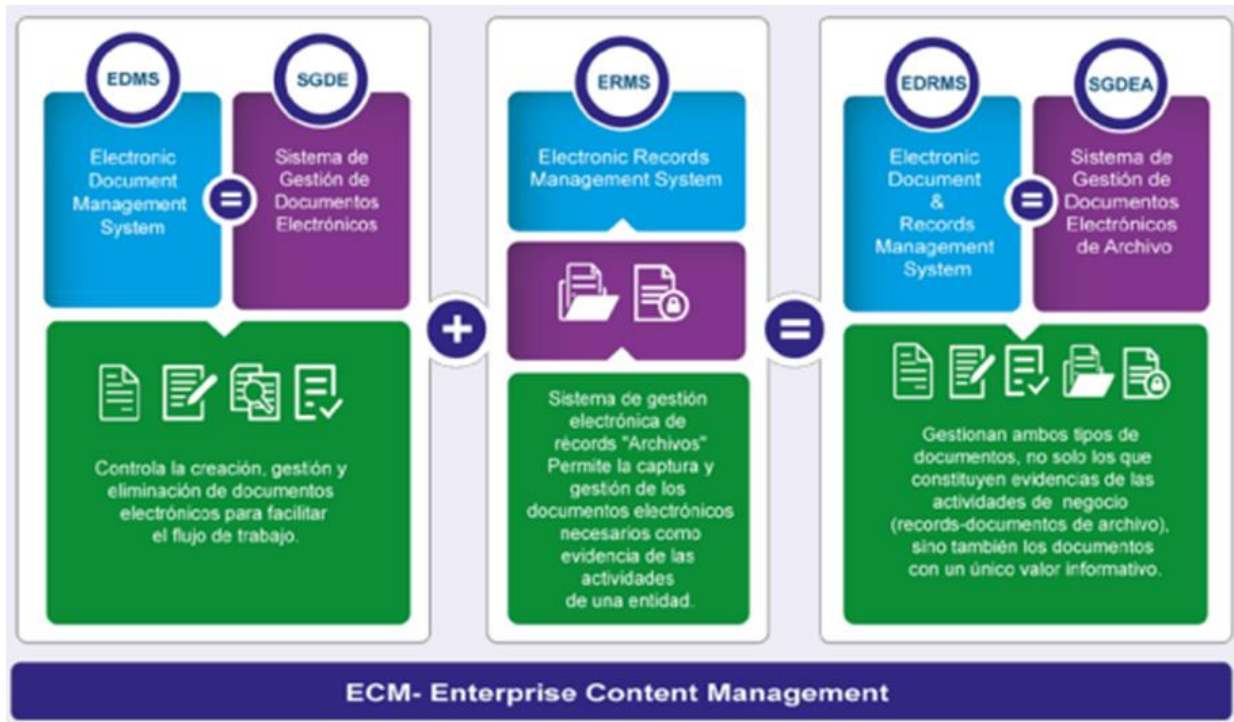 EDMS
SGDE
Electronic
Document
Management
System
=
Sistema de
Gestión de
Documentos
Electrónicos
Controla la creación, gestión y
eliminación de documentos
electrónicos para facilitar
el flujo de trabajo.
+
ERMS
Electronic Records
Management System
Sistema de gestión
electrónica de
récords "Archivos"
Permite la captura y
gestión de los
documentos electrónicos
necesarios como
evidencia de las
actividades
de una entidad.
=
EDRMS
SGDEA
Electronic
Document
&
Records
Management
System
=
Sistema de
Gestión de
Documentos
Electrónicos
de Archivo
Gestionan ambos tipos de
documentos, no solo los que
constituyen evidencias de las
actividades de negocio
(records-documentos de archivo),
sino también los documentos
con un único valor informativo.
ECM- Enterprise Content Management